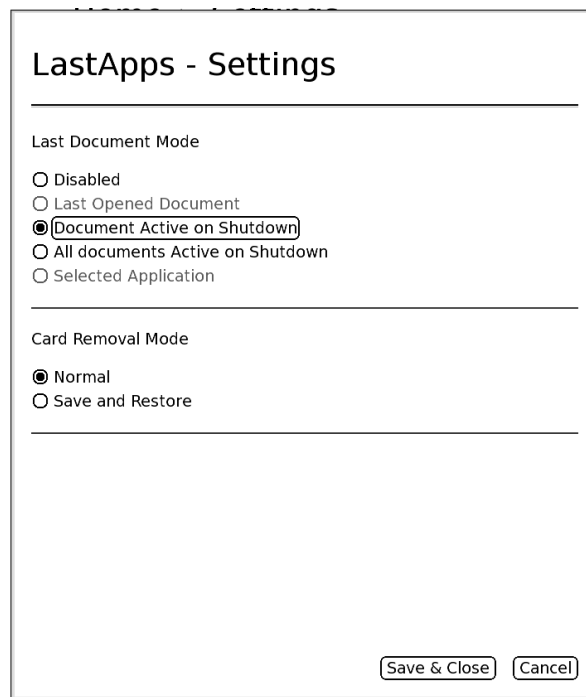 LastApps - Settings
Last Document Mode
Disabled
Last Opened Document
Document Active on Shutdown
All documents Active on Shutdown
Selected Application
Card Removal Mode
Normal
Save and Restore
Save & Close
Cancel